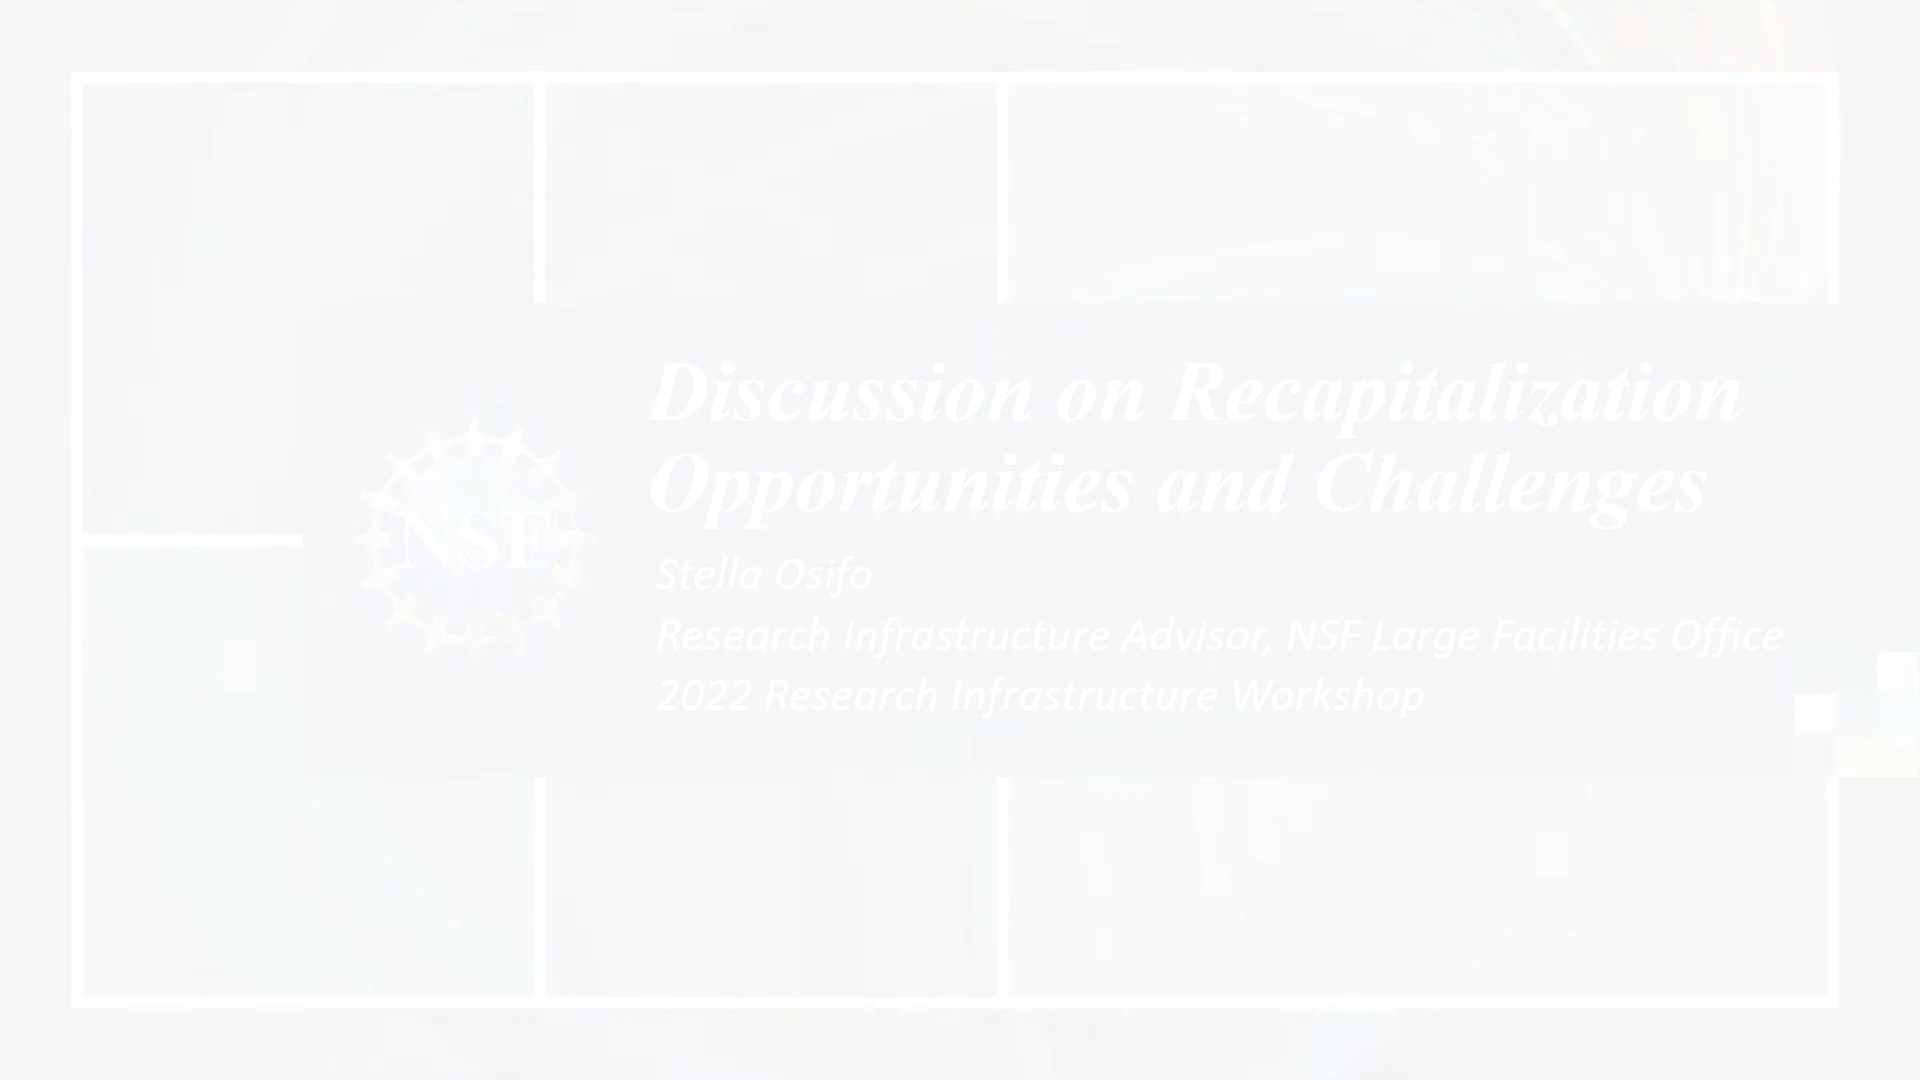 Discussion on Recapitalization
Opportunities and Challenges
NSF
Stella Osifo
Research Infrastructure Advisor, NSF Large Facilities Office
2022 Research Infrastructure Workshop